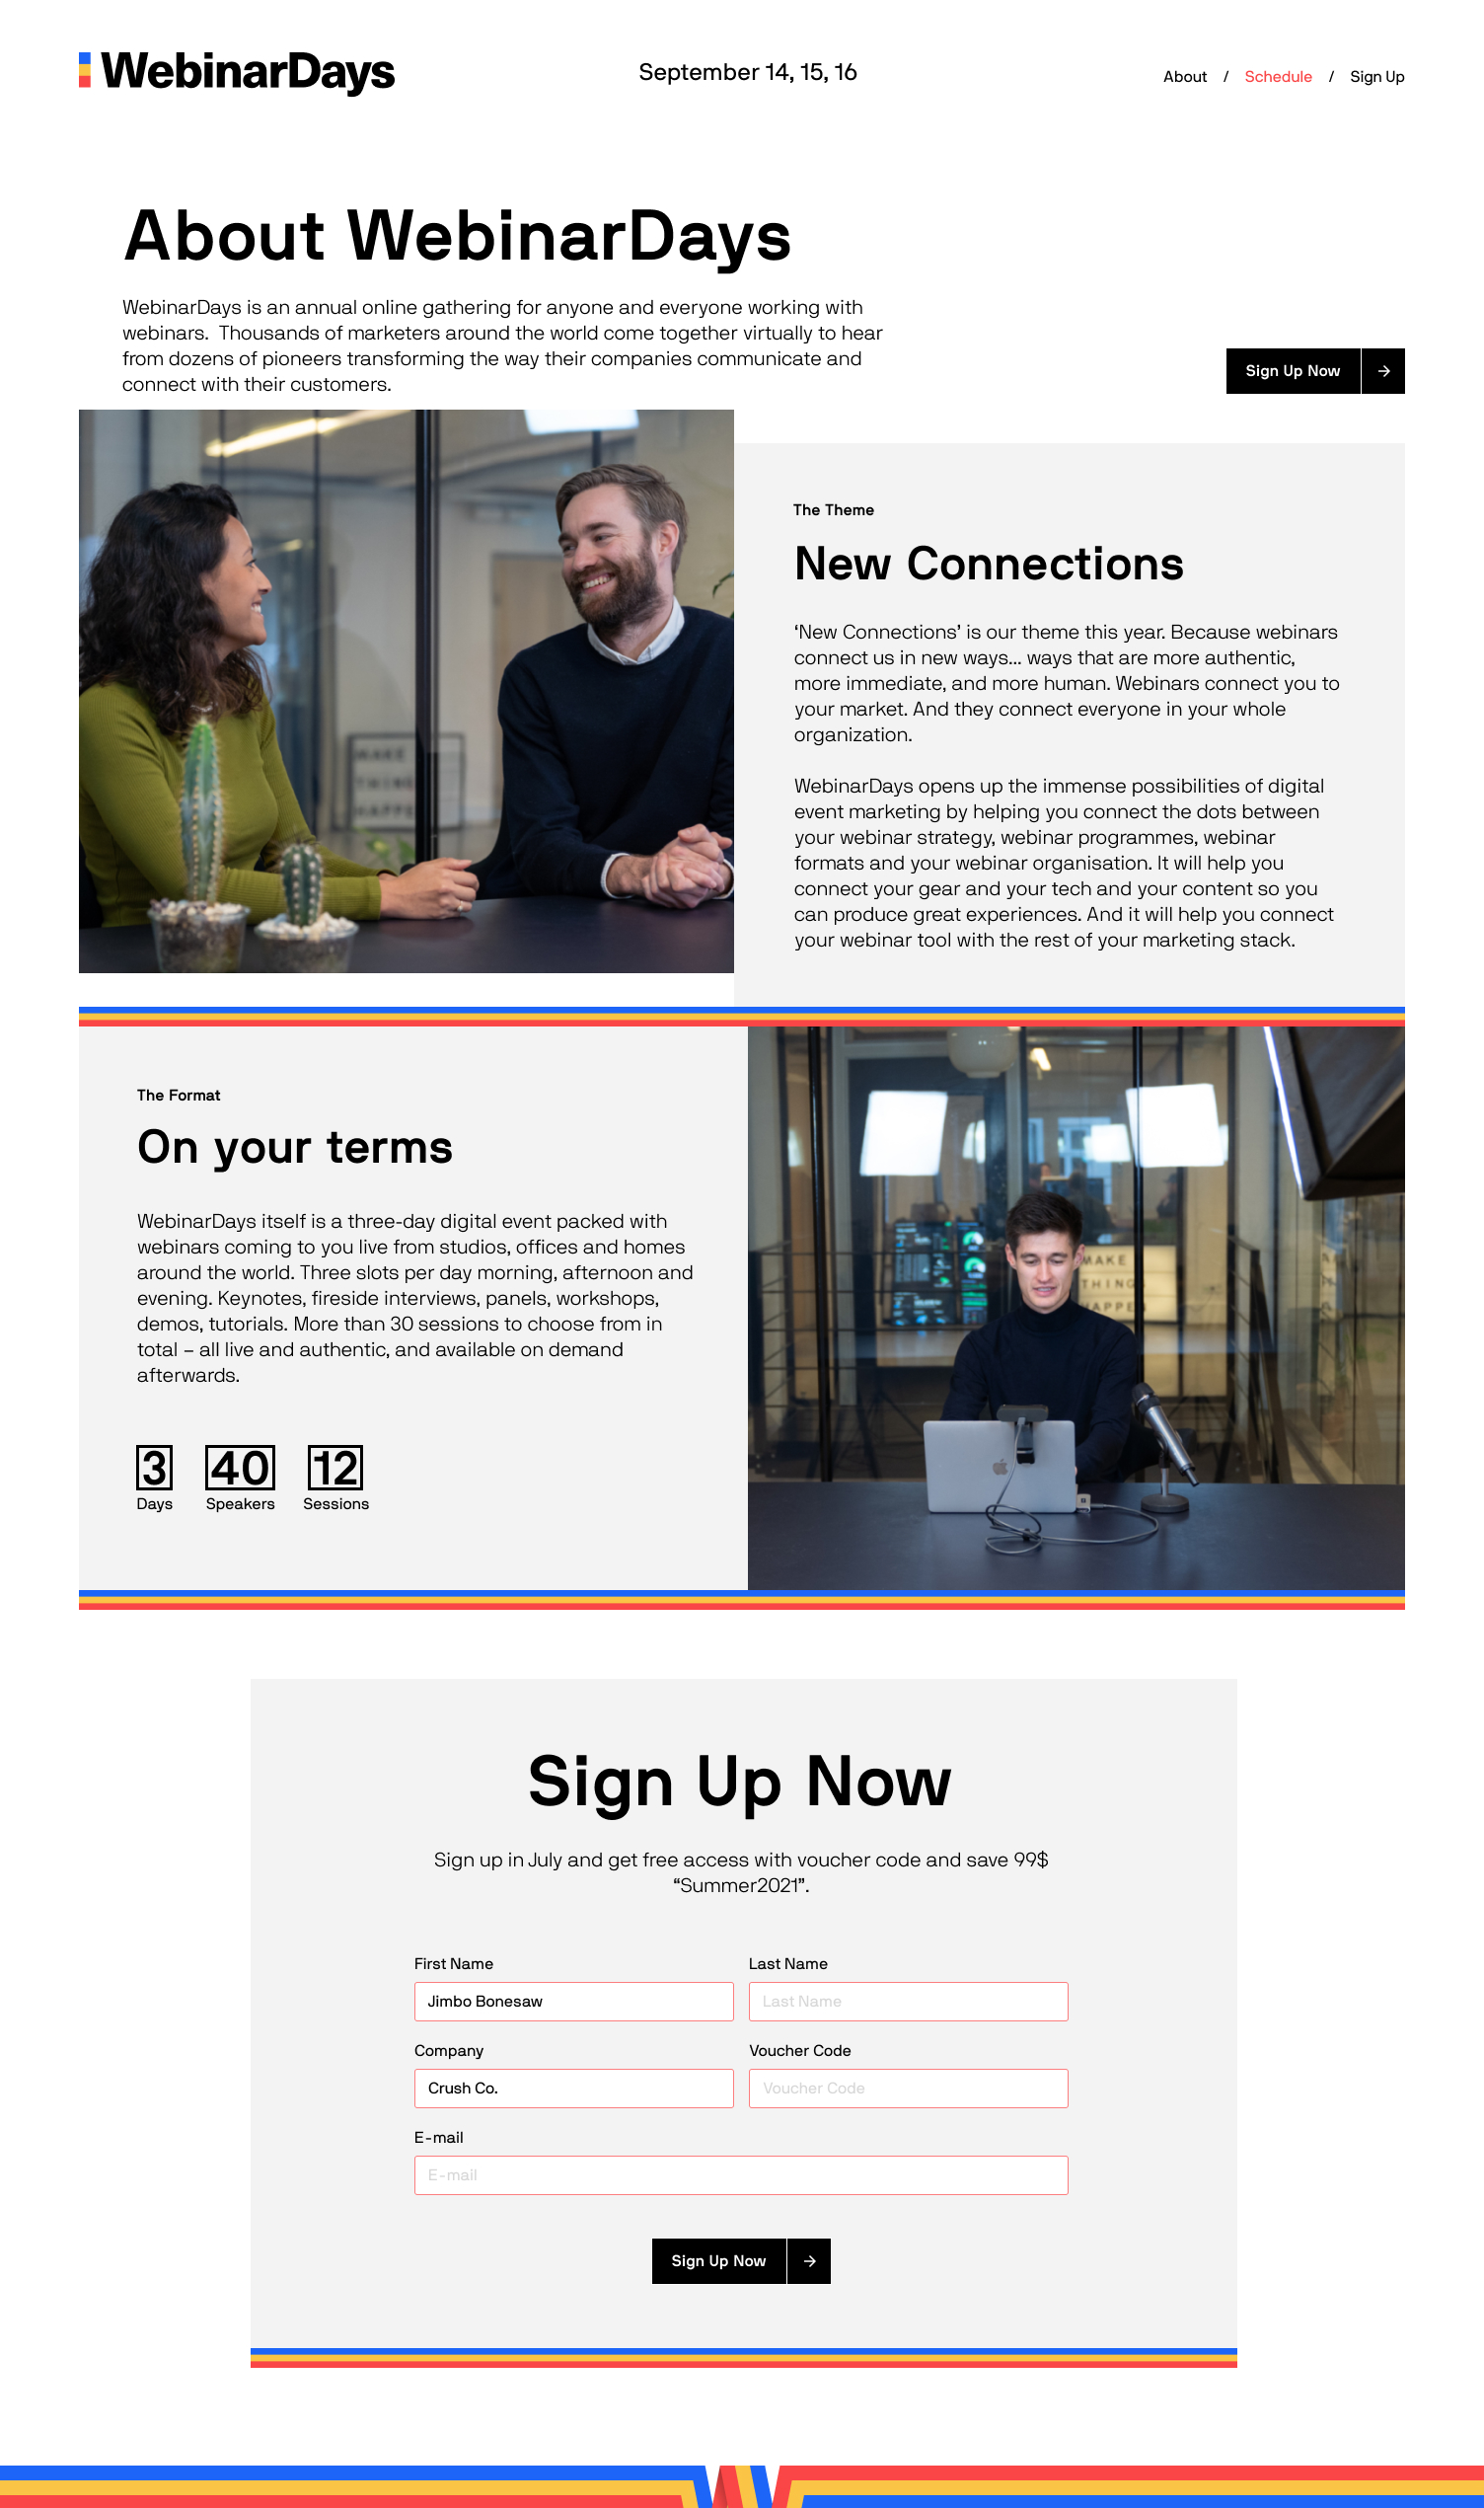 WebinarDays
September 14, 15, 16
About / Schedule / Sign Up
About WebinarDays
WebinarDays is an annual online gathering for anyone and everyone working with
webinars.  Thousands of marketers around the world come together virtually to hear
from dozens of pioneers transforming the way their companies communicate and
connect with their customers.
Sign Up Now →
MAKE
THINGS
HAPPEN
The Theme
New Connections
‘New Connections’ is our theme this year. Because webinars
connect us in new ways... ways that are more authentic,
more immediate, and more human. Webinars connect you to
your market. And they connect everyone in your whole
organization.
WebinarDays opens up the immense possibilities of digital
event marketing by helping you connect the dots between
your webinar strategy, webinar programmes, webinar
formats and your webinar organisation. It will help you
connect your gear and your tech and your content so you
can produce great experiences. And it will help you connect
your webinar tool with the rest of your marketing stack.
The Format
On your terms
WebinarDays itself is a three-day digital event packed with
webinars coming to you live from studios, offices and homes
around the world. Three slots per day morning, afternoon and
evening. Keynotes, fireside interviews, panels, workshops,
demos, tutorials. More than 30 sessions to choose from in
total – all live and authentic, and available on demand
afterwards.
3 40 12
Days Speakers Sessions
MAKE
THINGS
HAPPEN
Sign Up Now
Sign up in July and get free access with voucher code and save 99$
“Summer2021”.
First Name Last Name
Jimbo Bonesaw Last Name
Company Voucher Code
Crush Co. Voucher Code
E-mail
E-mail
Sign Up Now →